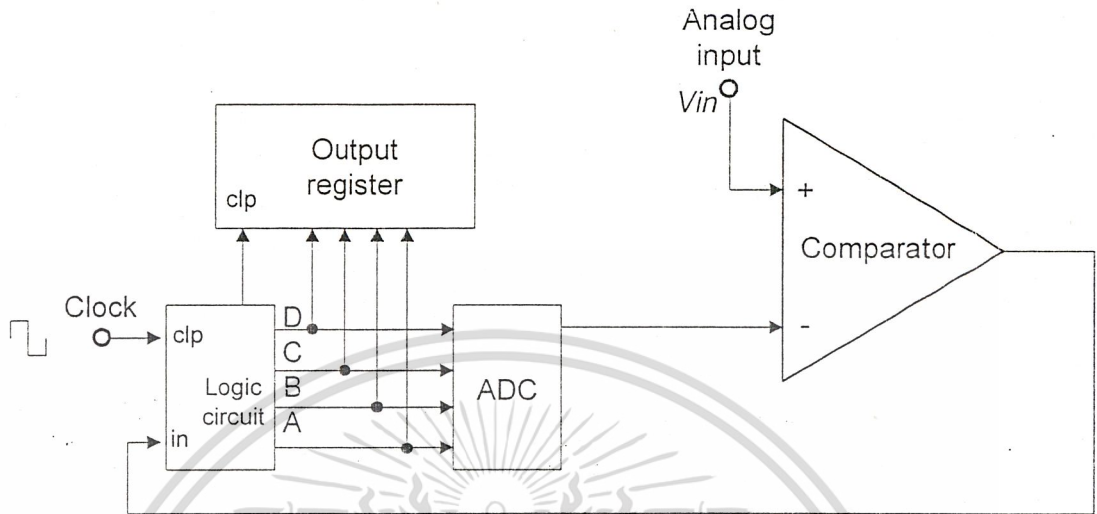 Analog
input
Vin
Output
register
clp
+
Comparator
-
Clock
clp
Logic
circuit
in
D
C
B
A
ADC